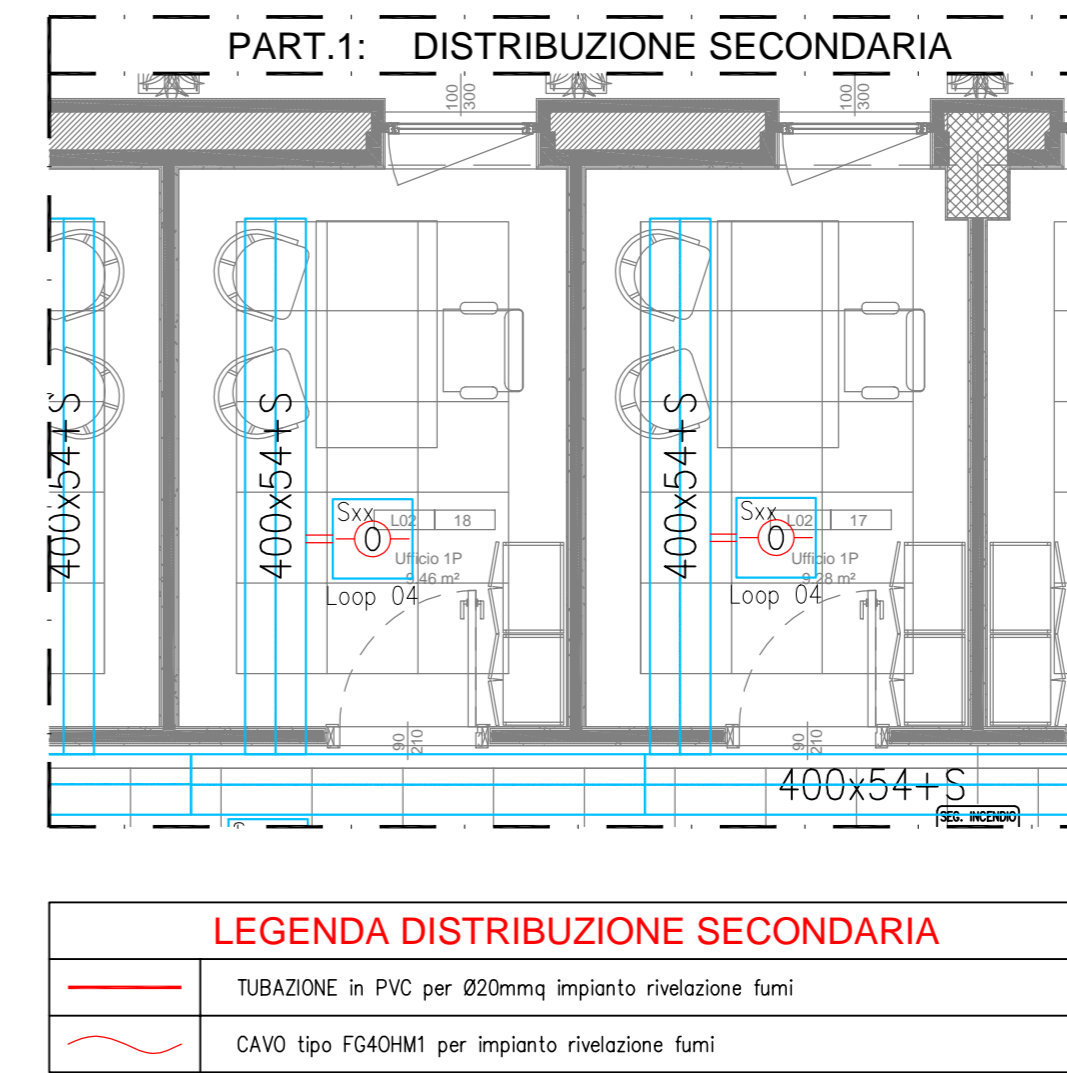 PART.1: DISTRIBUZIONE SECONDARIA
100
300
100
300
400x54+S
400x54+S
400x54+S
Sxx
L02 18
O
Ufficio 1P
9.46 m²
Loop 04
Sxx
L02 17
O
Ufficio 1P
9.28 m²
Loop 04
90
210
90
210
400x54+S
SEG. INCENDIO
LEGENDA DISTRIBUZIONE SECONDARIA
TUBAZIONE in PVC per Ø20mmq impianto rivelazione fumi
CAVO tipo FG4OHM1 per impianto rivelazione fumi